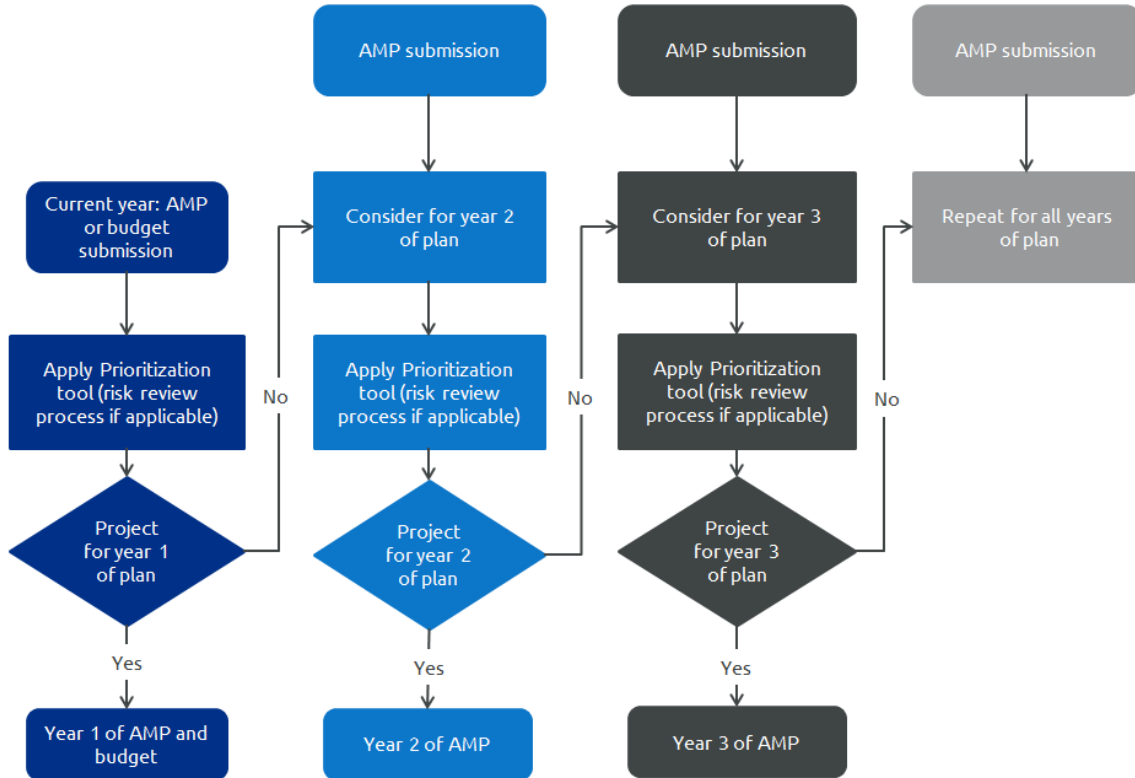 AMP submission
AMP submission
AMP submission
Current year: AMP
or budget
submission
Consider for year 2
of plan
Consider for year 3
of plan
Repeat for all years
of plan
Apply Prioritization
tool (risk review
process if applicable)
No
Apply Prioritization
tool (risk review
process if applicable)
No
Apply Prioritization
tool (risk review
process if applicable)
No
Project
for year 1
of plan
Project
for year 2
of plan
Project
for year 3
of plan
Yes
Yes
Yes
Year 1 of AMP and
budget
Year 2 of AMP
Year 3 of AMP